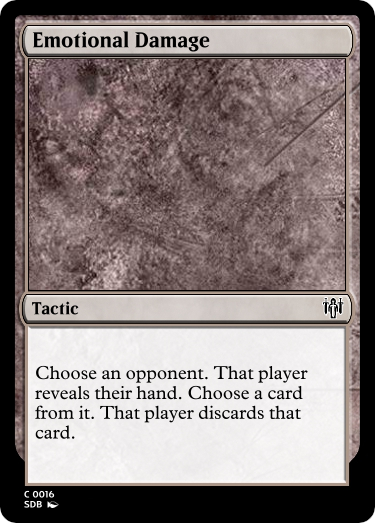 Emotional Damage
Tactic
Choose an opponent. That player
reveals their hand. Choose a card
from it. That player discards that
card.
C 0016
SDB